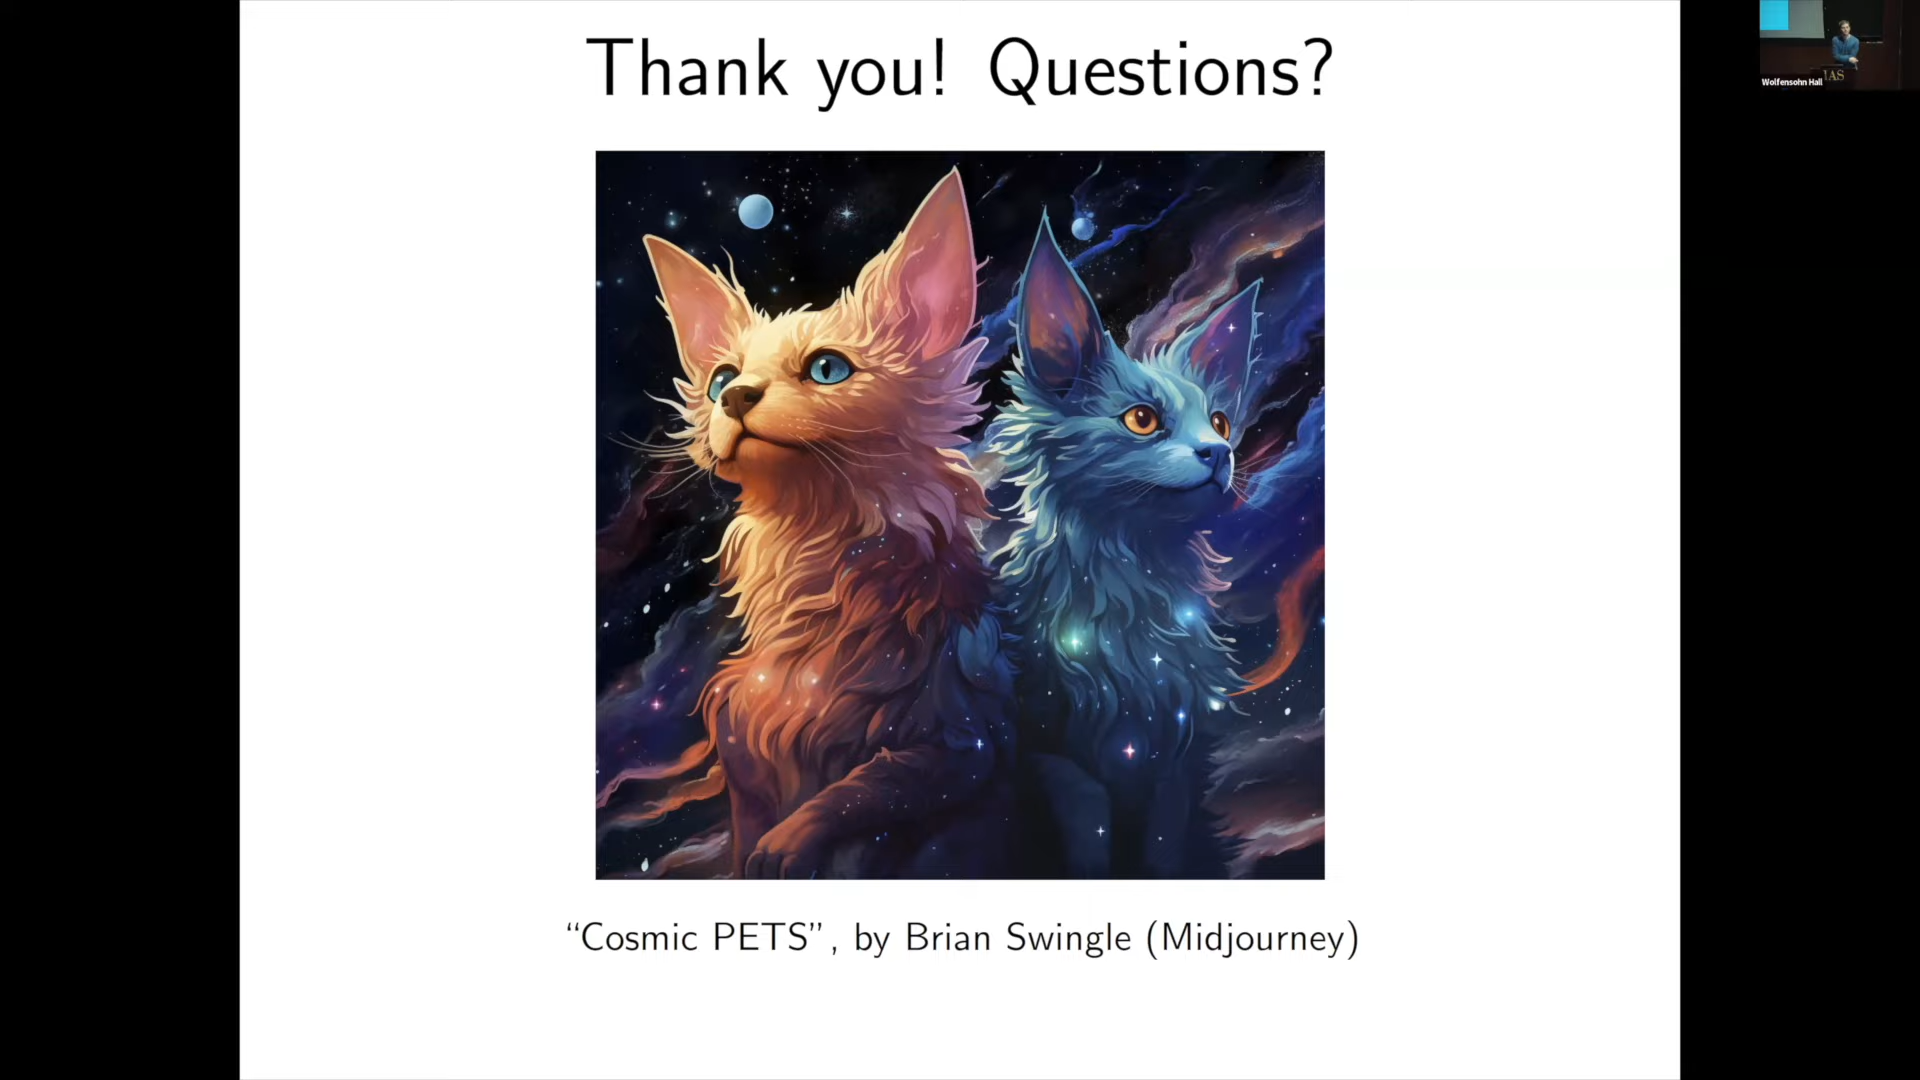 Thank you! Questions?
Wolfensohn Hall
IAS
“Cosmic PETS”, by Brian Swingle (Midjourney)